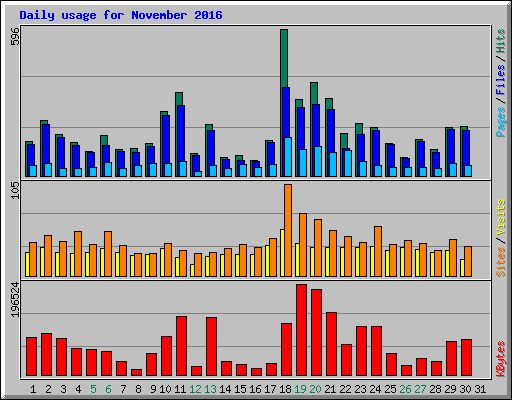 Daily usage for November 2016
596
Pages / Files / Hits
105
Sites / Visits
196524
KBytes
1 2 3 4 5 6 7 8 9 10 11 12 13 14 15 16 17 18 19 20 21 22 23 24 25 26 27 28 29 30 31